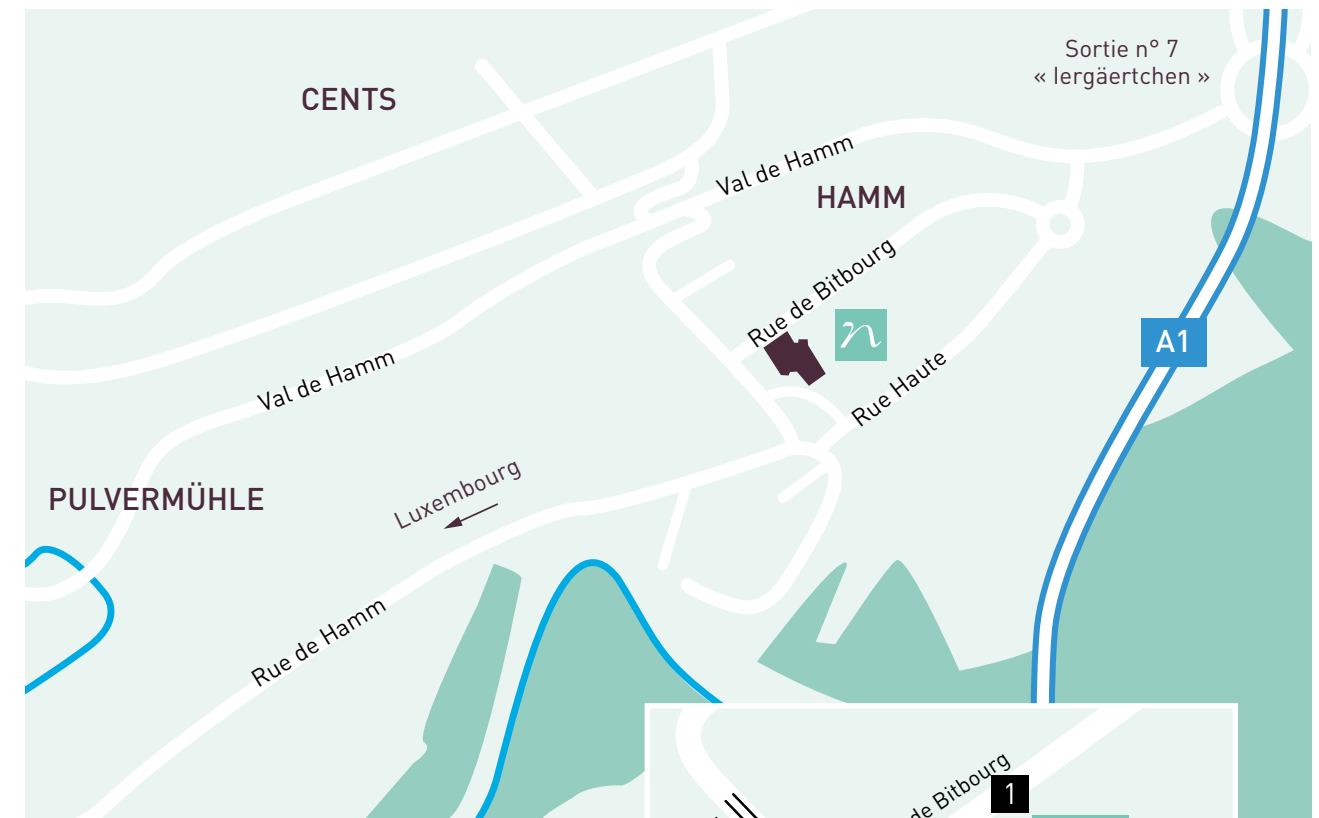 Sortie n° 7
« Iergäertchen »
CENTS
Val de Hamm
HAMM
Rue de Bitbourg
n
A1
Val de Hamm
Rue Haute
PULVERMÜHLE
Luxembourg
Rue de Hamm
de Bitbourg
1